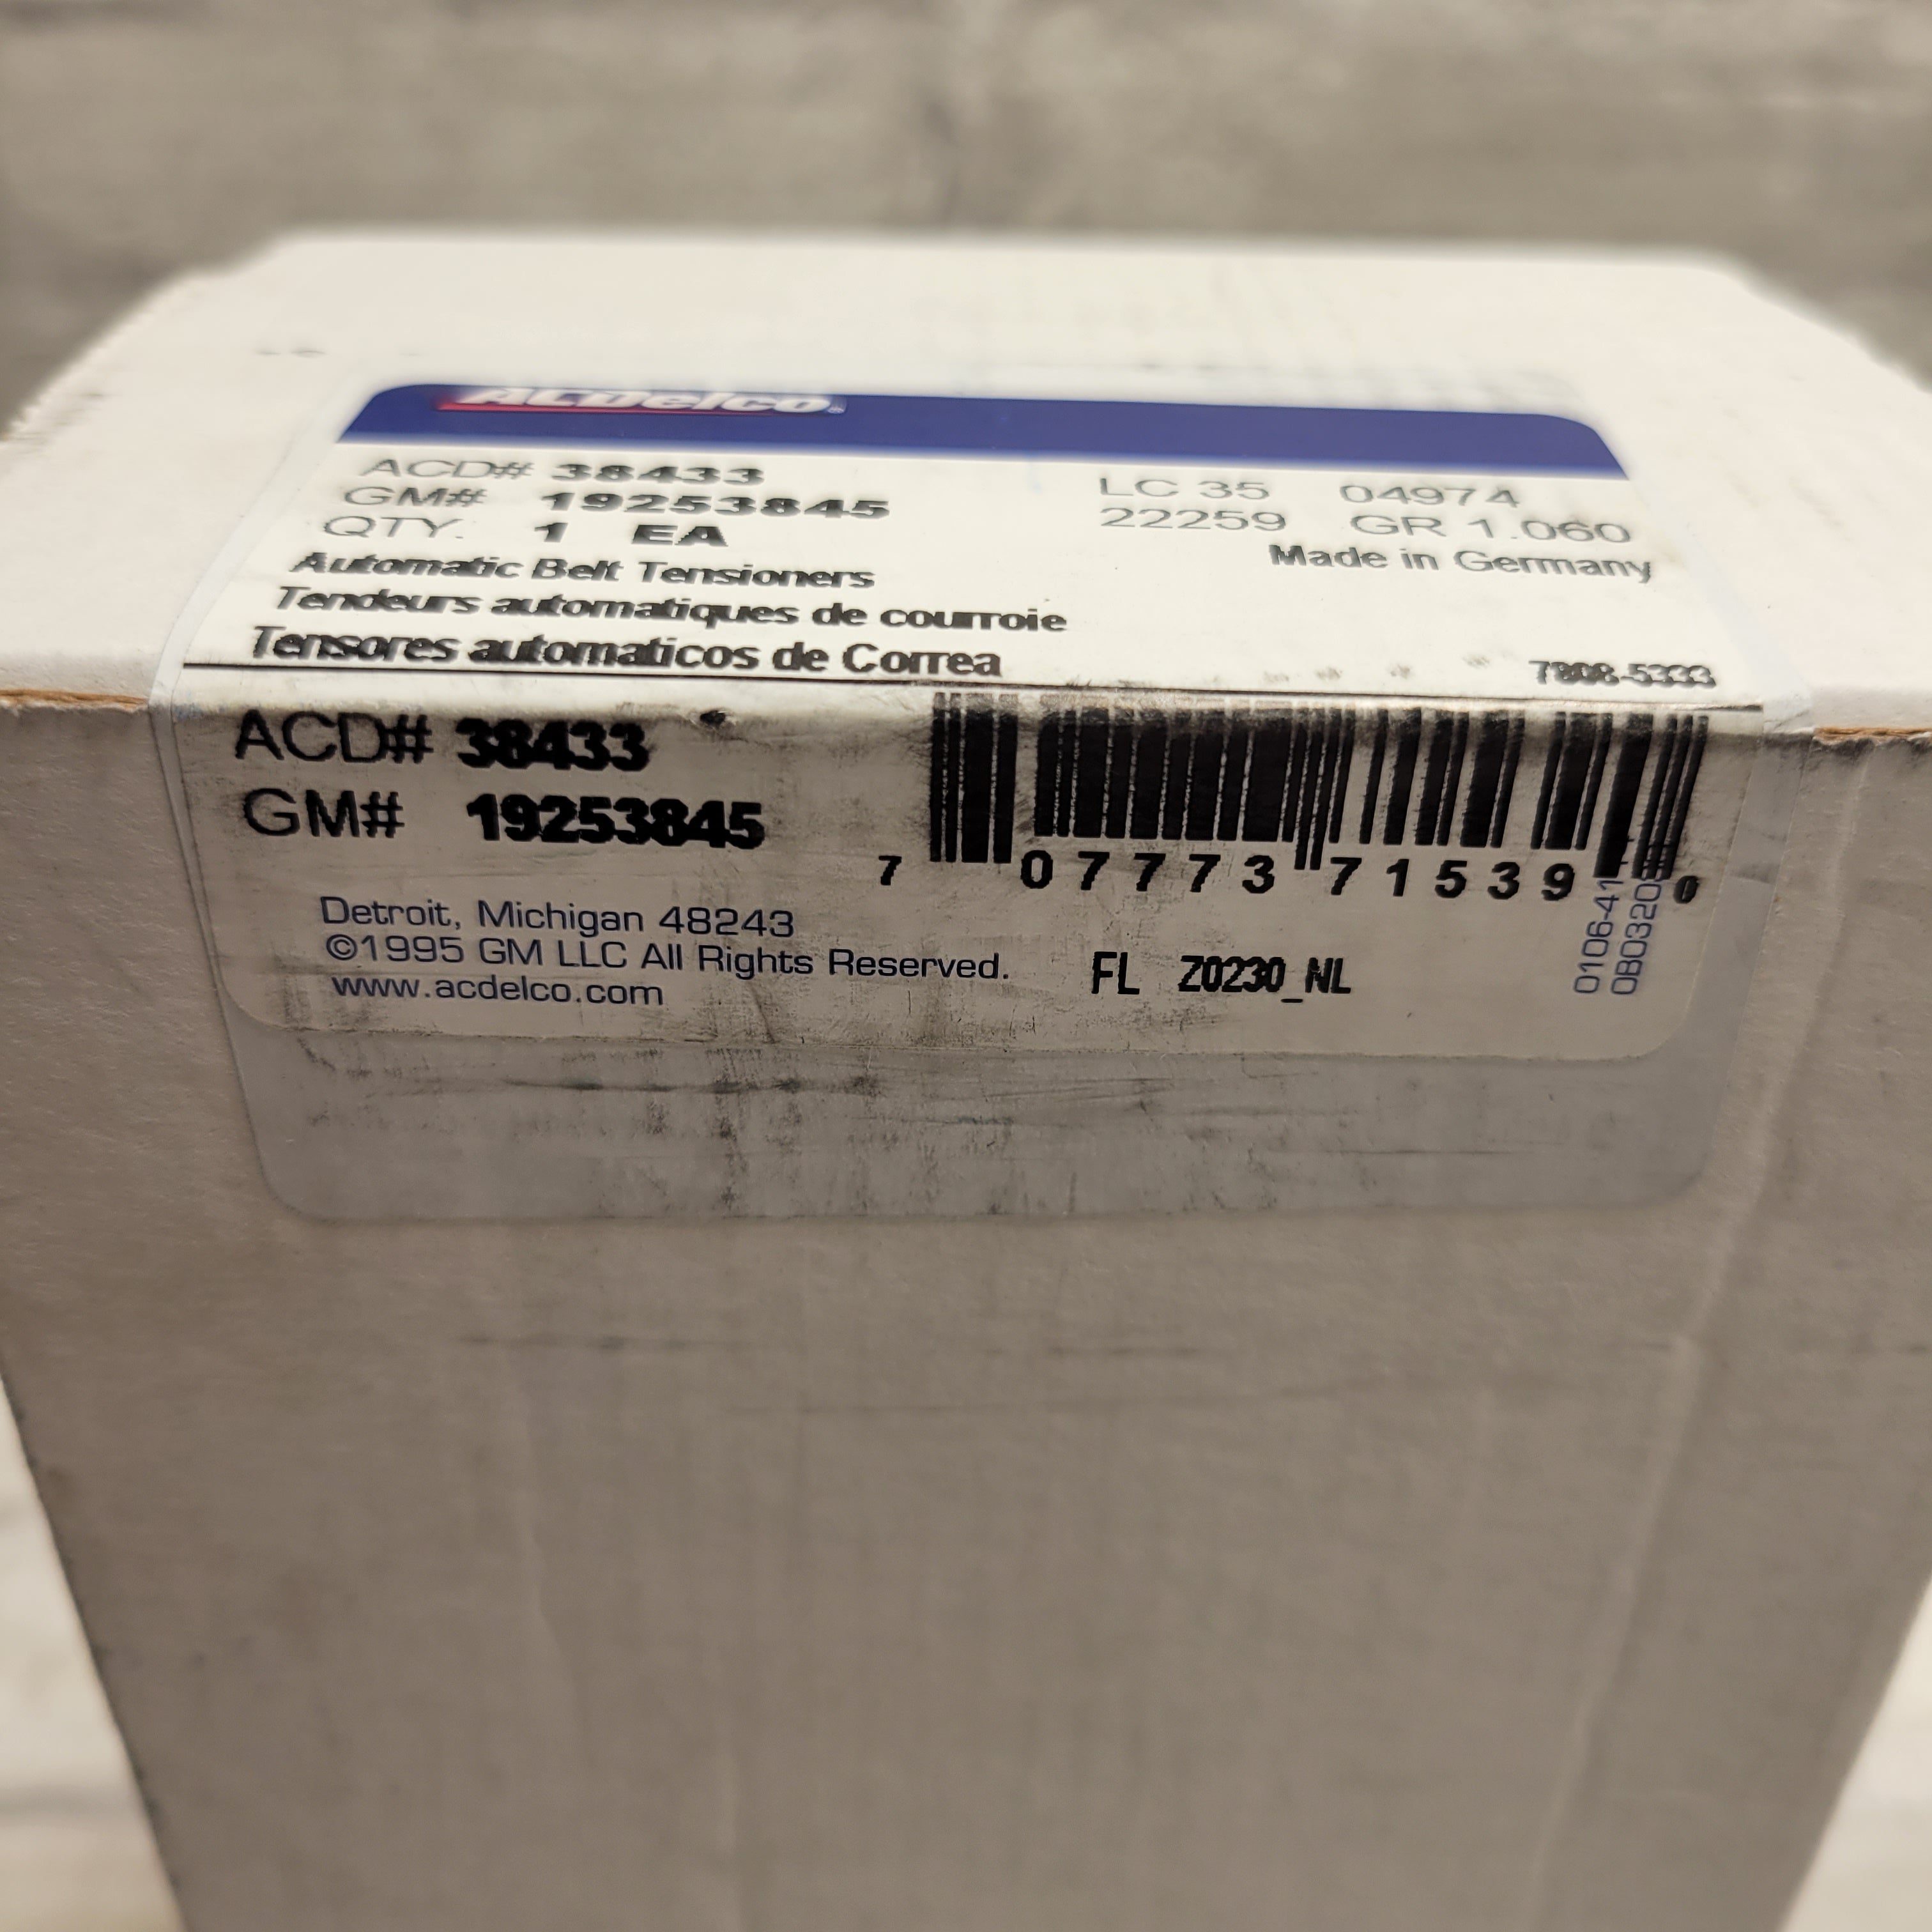 ACDelco
ACD# 38433
GM# 19253845
QTY. 1 EA
LC 35 04974
22259 GR 1.060
Made in Germany
Automatic Belt Tensioners
Tendeurs automatiques de courroie
Tensores automaticos de Correa
7808-5333
ACD# 38433
GM# 19253845
7 07773 71539 0
Detroit, Michigan 48243
©1995 GM LLC All Rights Reserved.
www.acdelco.com
FL Z0230_NL